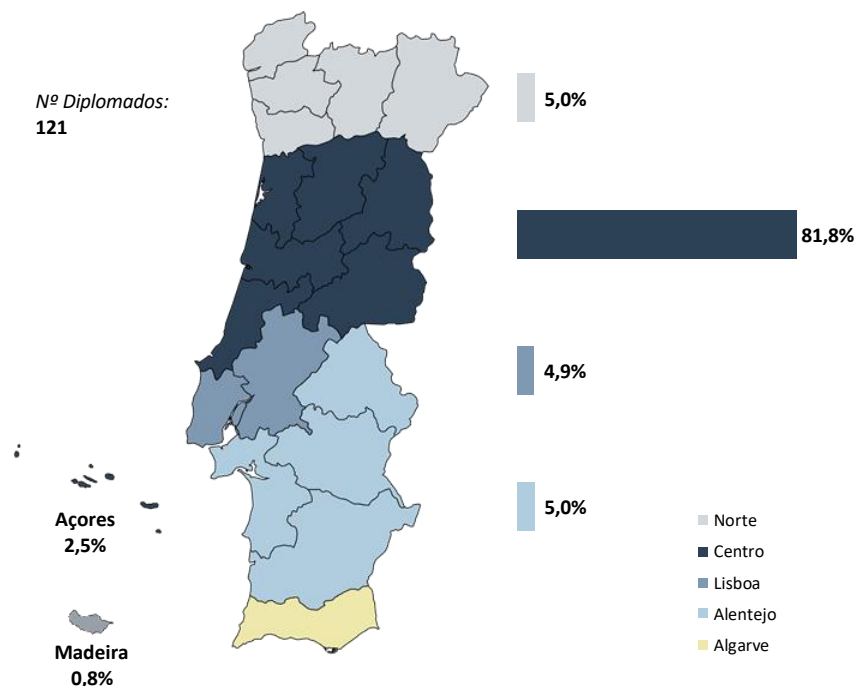 Nº Diplomados:
121
5,0%
81,8%
4,9%
5,0%
Açores
2,5%
Madeira
0,8%
Norte
Centro
Lisboa
Alentejo
Algarve